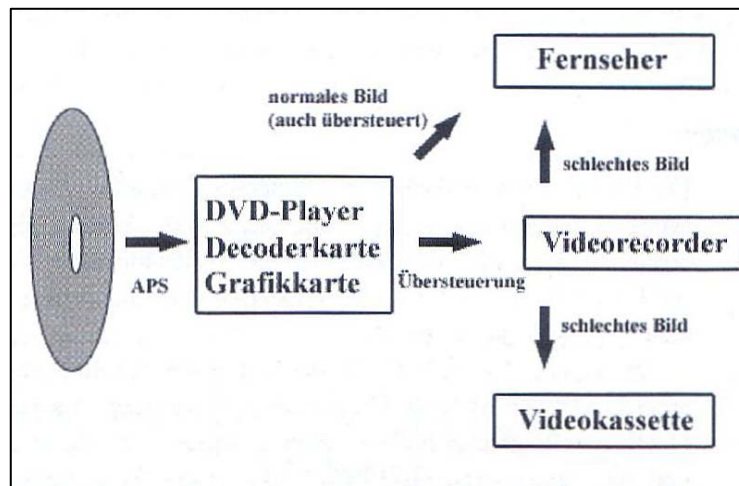 Fernseher
normales Bild
(auch übersteuert)
schlechtes Bild
DVD-Player
Decoderkarte
Grafikkarte
Videorecorder
APS
Übersteuerung
schlechtes Bild
Videokassette